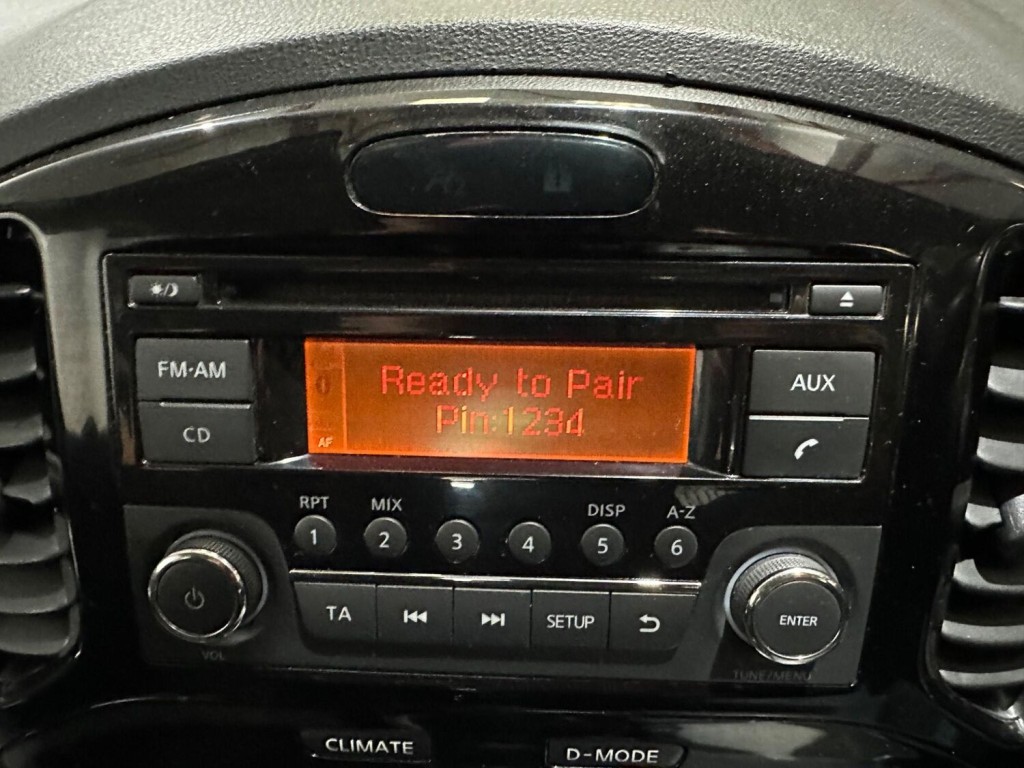 FM·AM
CD
Ready to Pair
Pin:1234
AF
AUX
RPT
MIX
DISP
A-Z
1
2
3
4
5
6
VOL
TA
SETUP
ENTER
TUNE/MENU
CLIMATE
D-MODE